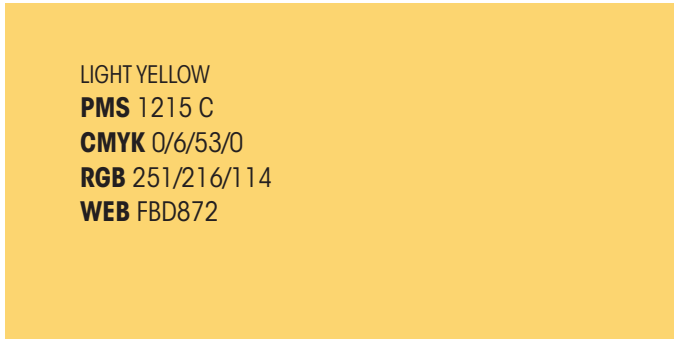 LIGHT YELLOW
PMS 1215 C
CMYK 0/6/53/0
RGB 251/216/114
WEB FBD872